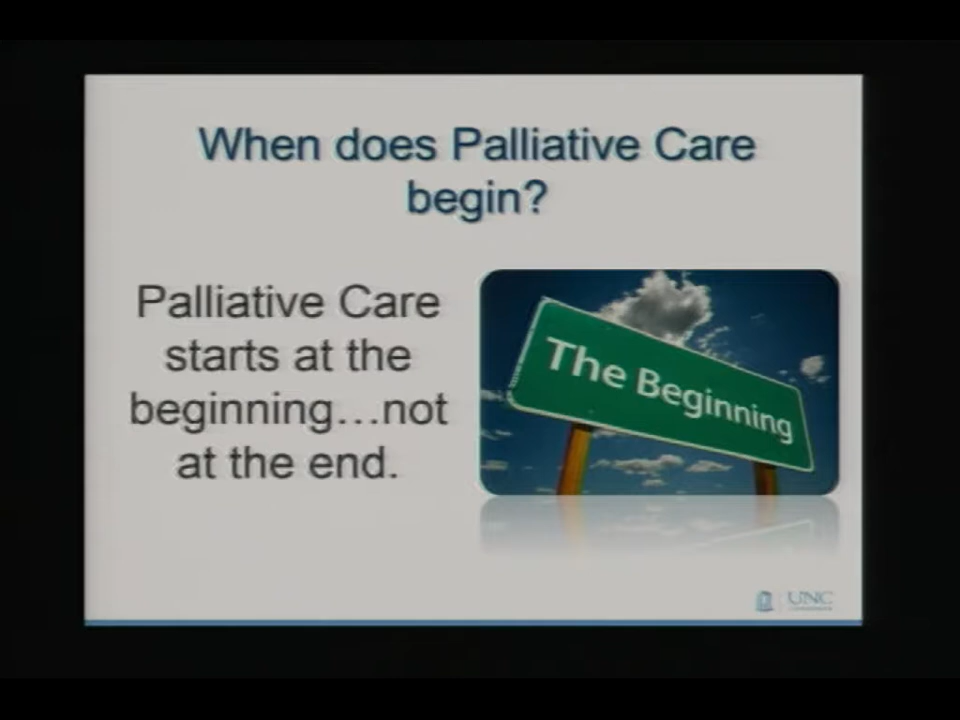 When does Palliative Care
begin?
Palliative Care
starts at the
beginning…not
at the end.
The Beginning
UNC